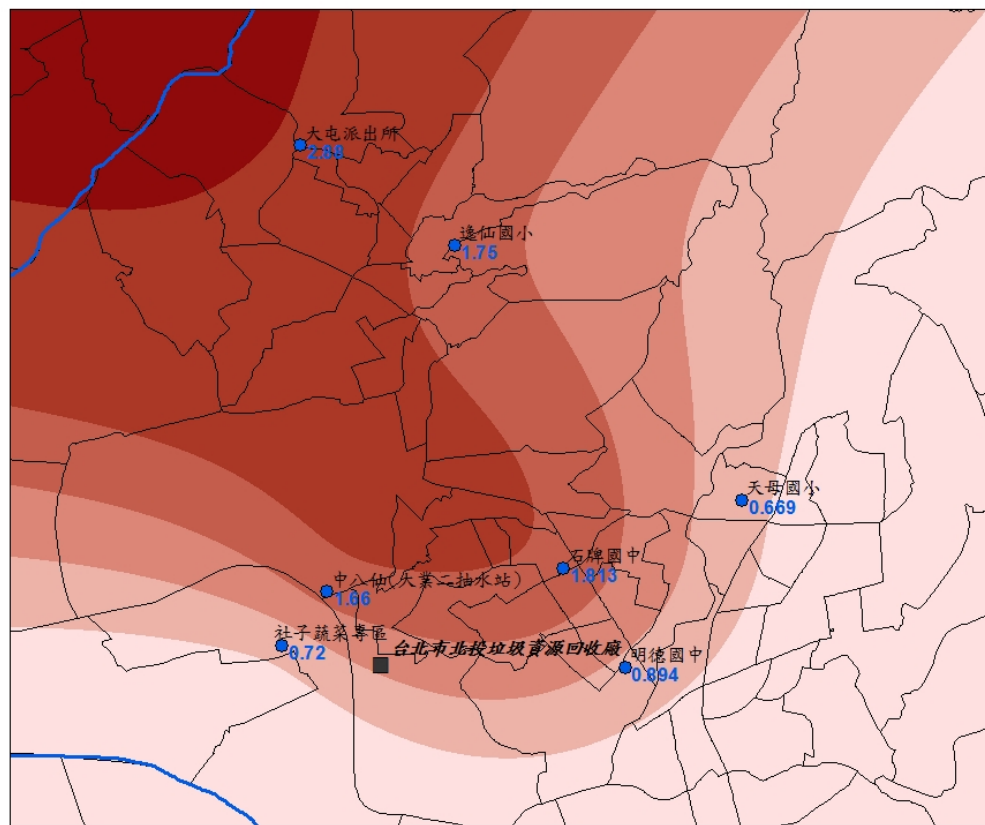 大屯派出所
2.08
逸仙國小
1.75
天母國小
0.669
石牌國中
1.813
中八仙(大業二抽水站)
1.66
社子蔬菜專區
0.72
台北市北投垃圾資源回收廠
明德國中
0.894